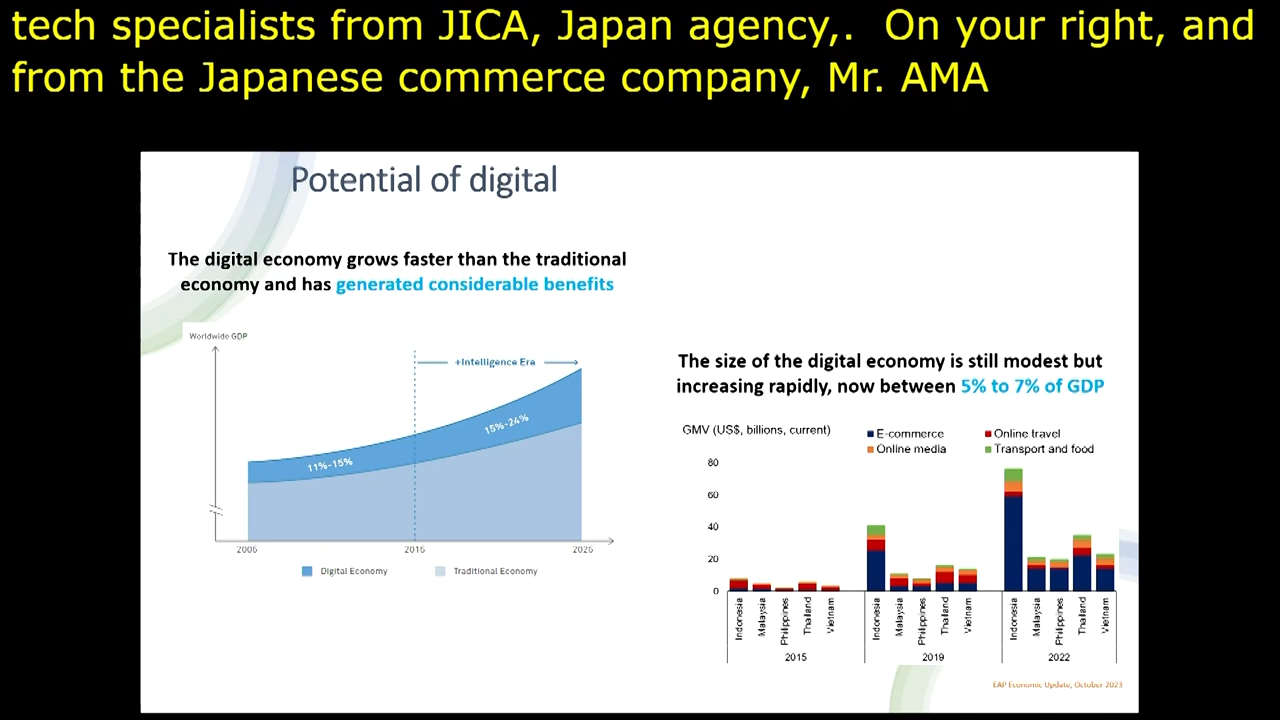 tech specialists from JICA, Japan agency,.  On your right, and
from the Japanese commerce company, Mr. AMA
Potential of digital
The digital economy grows faster than the traditional
economy and has generated considerable benefits
Worldwide GDP
+Intelligence Era
15%-24%
11%-15%
2006
2016
2026
Digital Economy
Traditional Economy
The size of the digital economy is still modest but
increasing rapidly, now between 5% to 7% of GDP
GMV (US$, billions, current)
E-commerce
Online travel
Online media
Transport and food
80
60
40
20
0
Indonesia
Malaysia
Philippines
Thailand
Vietnam
Indonesia
Malaysia
Philippines
Thailand
Vietnam
Indonesia
Malaysia
Philippines
Thailand
Vietnam
2015
2019
2022
EAP Economic Update, October 2023